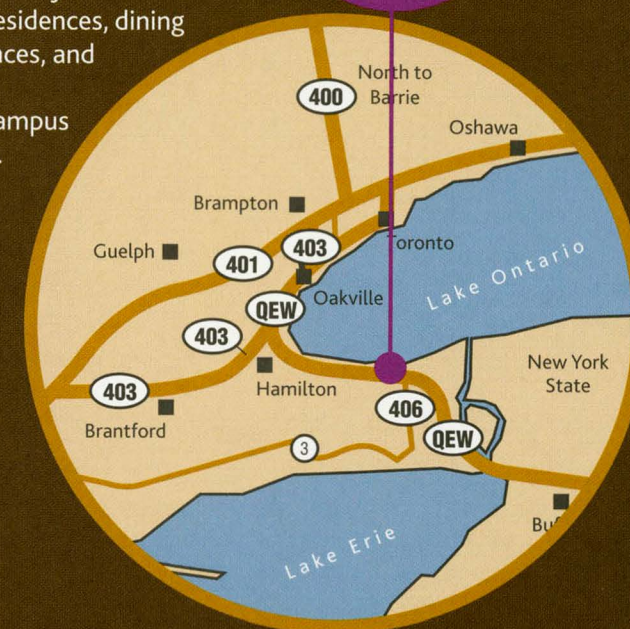 esidences, dining
nces, and
ampus
North to
Barrie
400
Oshawa
Brampton
Toronto
Guelph
403
401
Lake Ontario
Oakville
QEW
403
New York
State
Hamilton
403
406
Brantford
QEW
3
Lake Erie